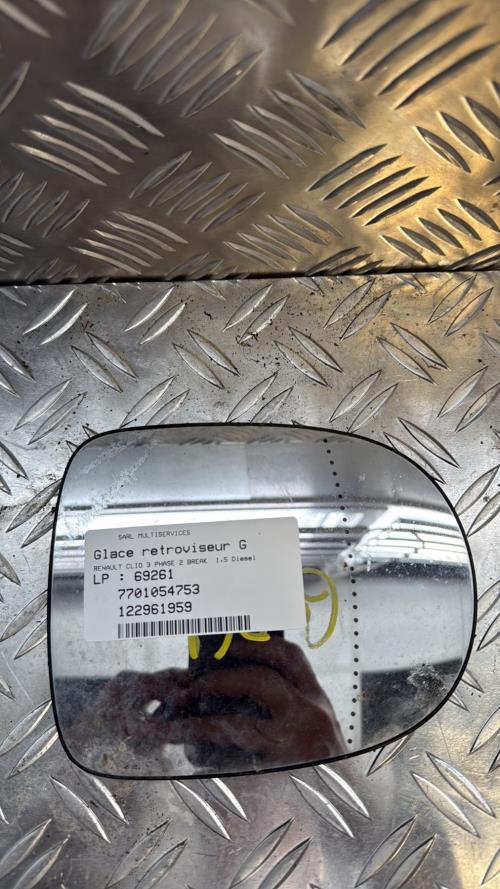 SARL MULTISERVICES
Glace retroviseur G
RENAULT CLIO 3 PHASE 2 BREAK 1.5 Diesel
LP : 69261
7701054753
122961959